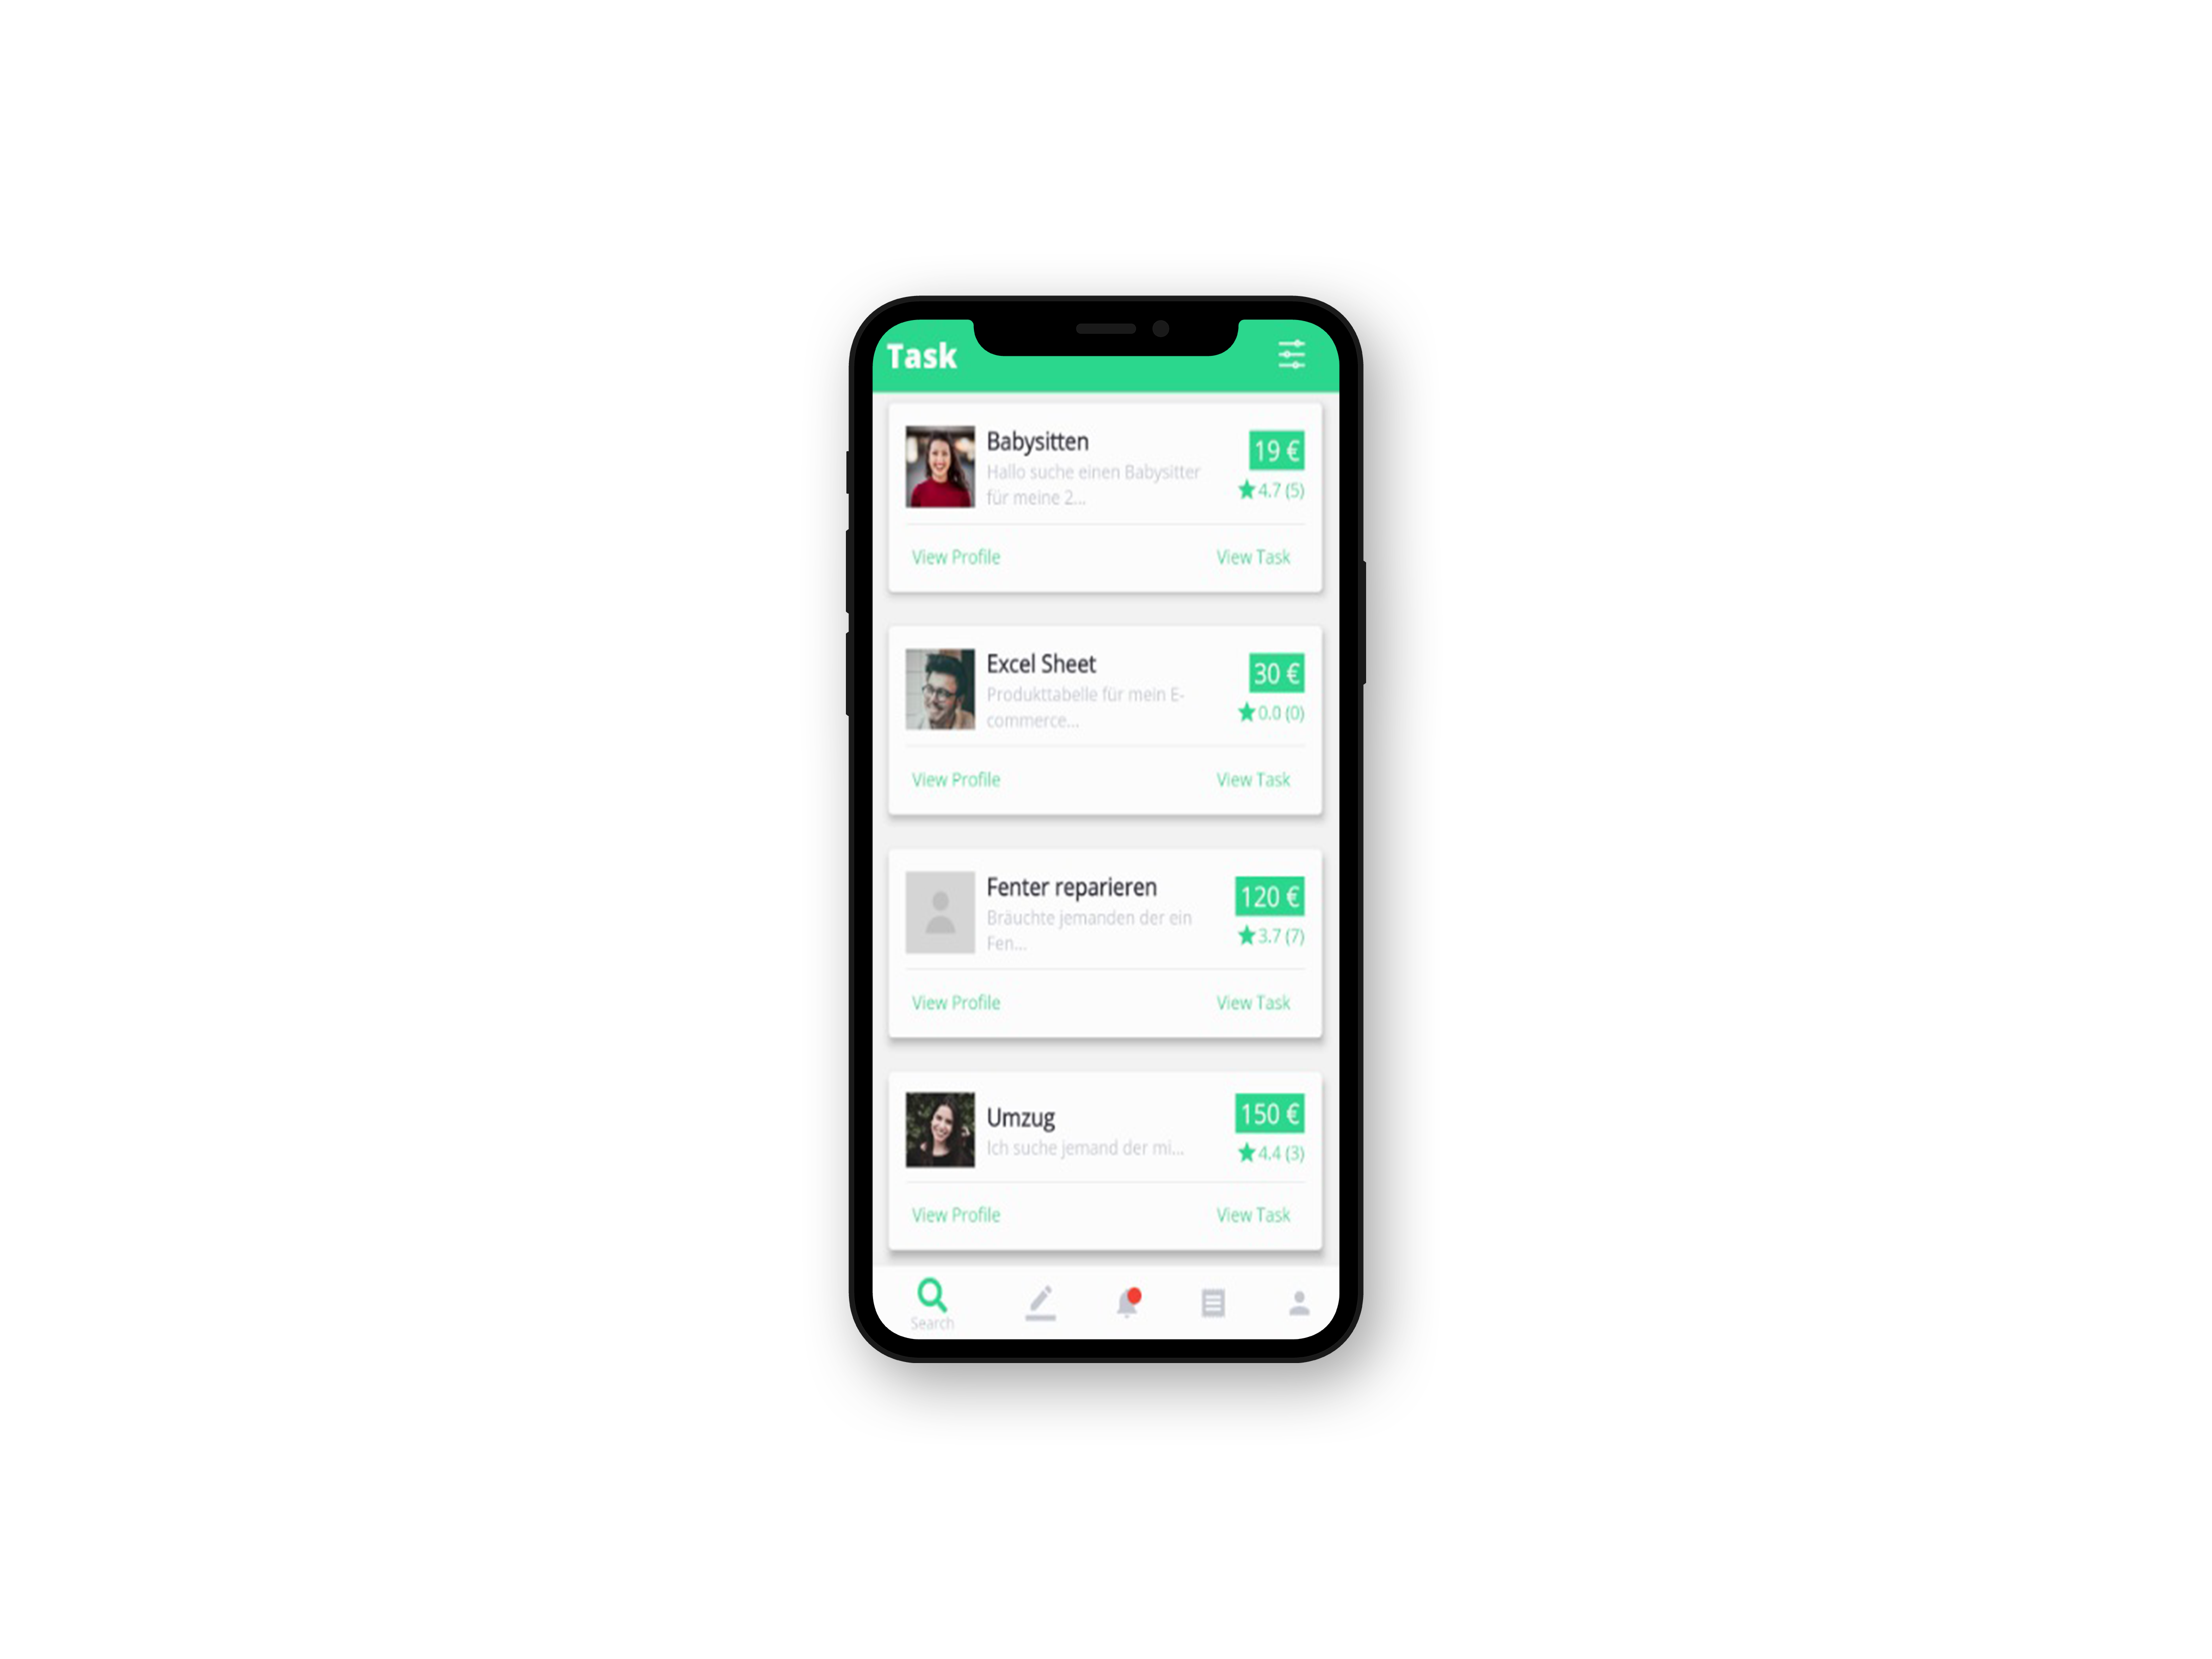 Task
Babysitten
Hallo suche einen Babysitter
für meine 2...
19 €
4.7 (5)
View Profile
View Task
Excel Sheet
Produkttabelle für mein E-
commerce...
30 €
0.0 (0)
View Profile
View Task
Fenter reparieren
Bräuchte jemanden der ein
Fen...
120 €
3.7 (7)
View Profile
View Task
Umzug
Ich suche jemand der mi...
150 €
4.4 (3)
View Profile
View Task
Search